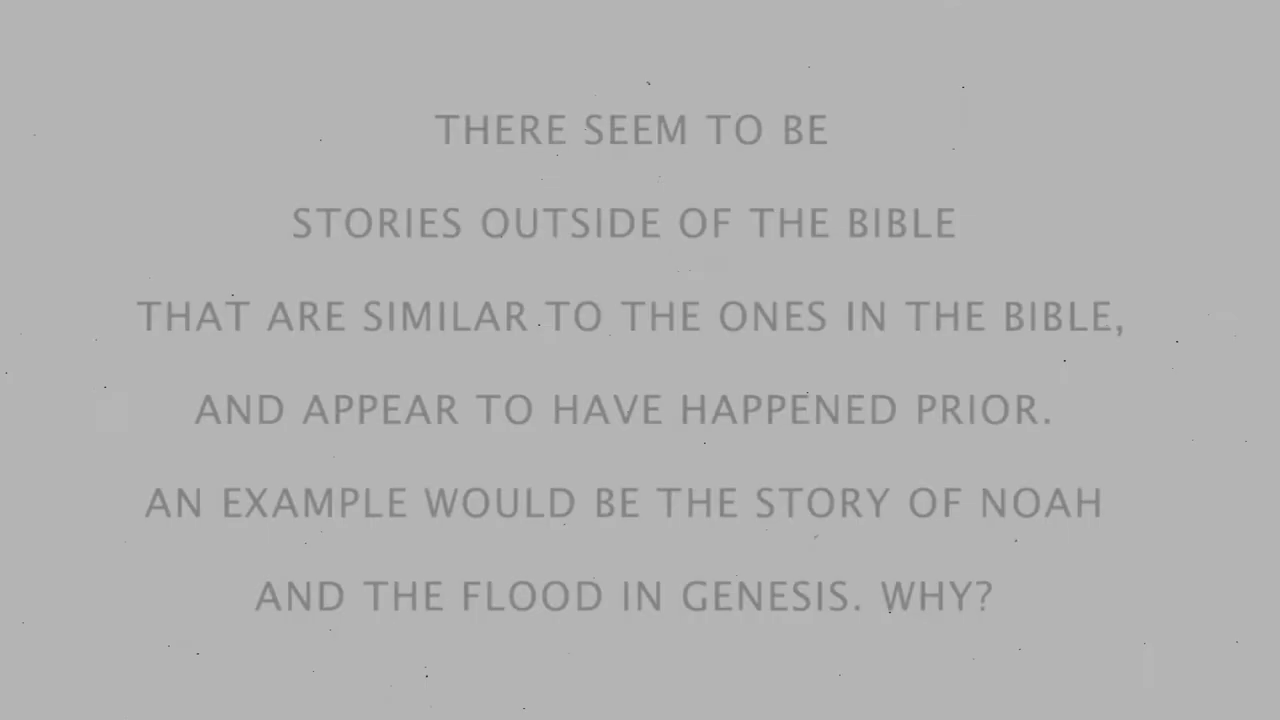 THERE SEEM TO BE
STORIES OUTSIDE OF THE BIBLE
THAT ARE SIMILAR TO THE ONES IN THE BIBLE,
AND APPEAR TO HAVE HAPPENED PRIOR.
AN EXAMPLE WOULD BE THE STORY OF NOAH
AND THE FLOOD IN GENESIS. WHY?